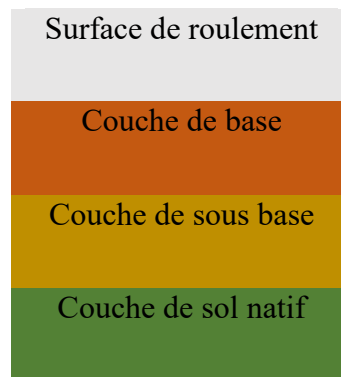 Surface de roulement
Couche de base
Couche de sous base
Couche de sol natif